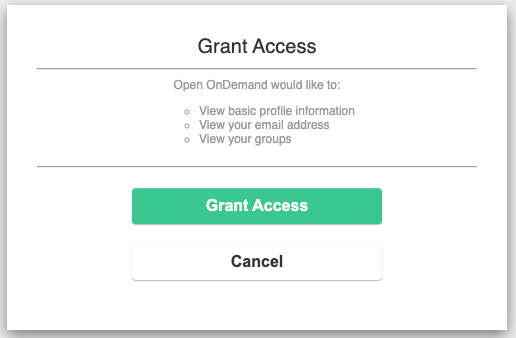 Grant Access
Open OnDemand would like to:
View basic profile information
View your email address
View your groups
Grant Access
Cancel